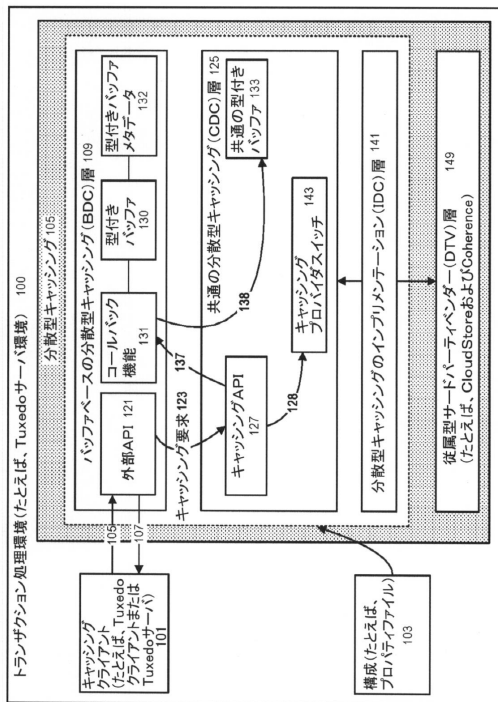 トランザクション処理環境(たとえば、Tuxedoサーバ環境) 100
分散型キャッシング 105
バッファベースの分散型キャッシング(BDC)層 109
外部API 121
コールバック
機能
131
型付きバッファ
130
型付きバッファ
メタデータ
132
105
107
キャッシング
クライアント
(たとえば、Tuxedo
クライアントまたは
Tuxedoサーバ)
101
キャッシング要求 123
137
138
共通の分散型キャッシング(CDC)層 125
キャッシングAPI
127
128
共通の型付き
バッファ
133
キャッシング
プロバイダスイッチ
143
分散型キャッシングのインプリメンテーション(IDC)層 141
構成(たとえば、
プロパティファイル)
103
従属型サードパーティベンダー(DTV)層
(たとえば、CloudStoreおよびCoherence)
149